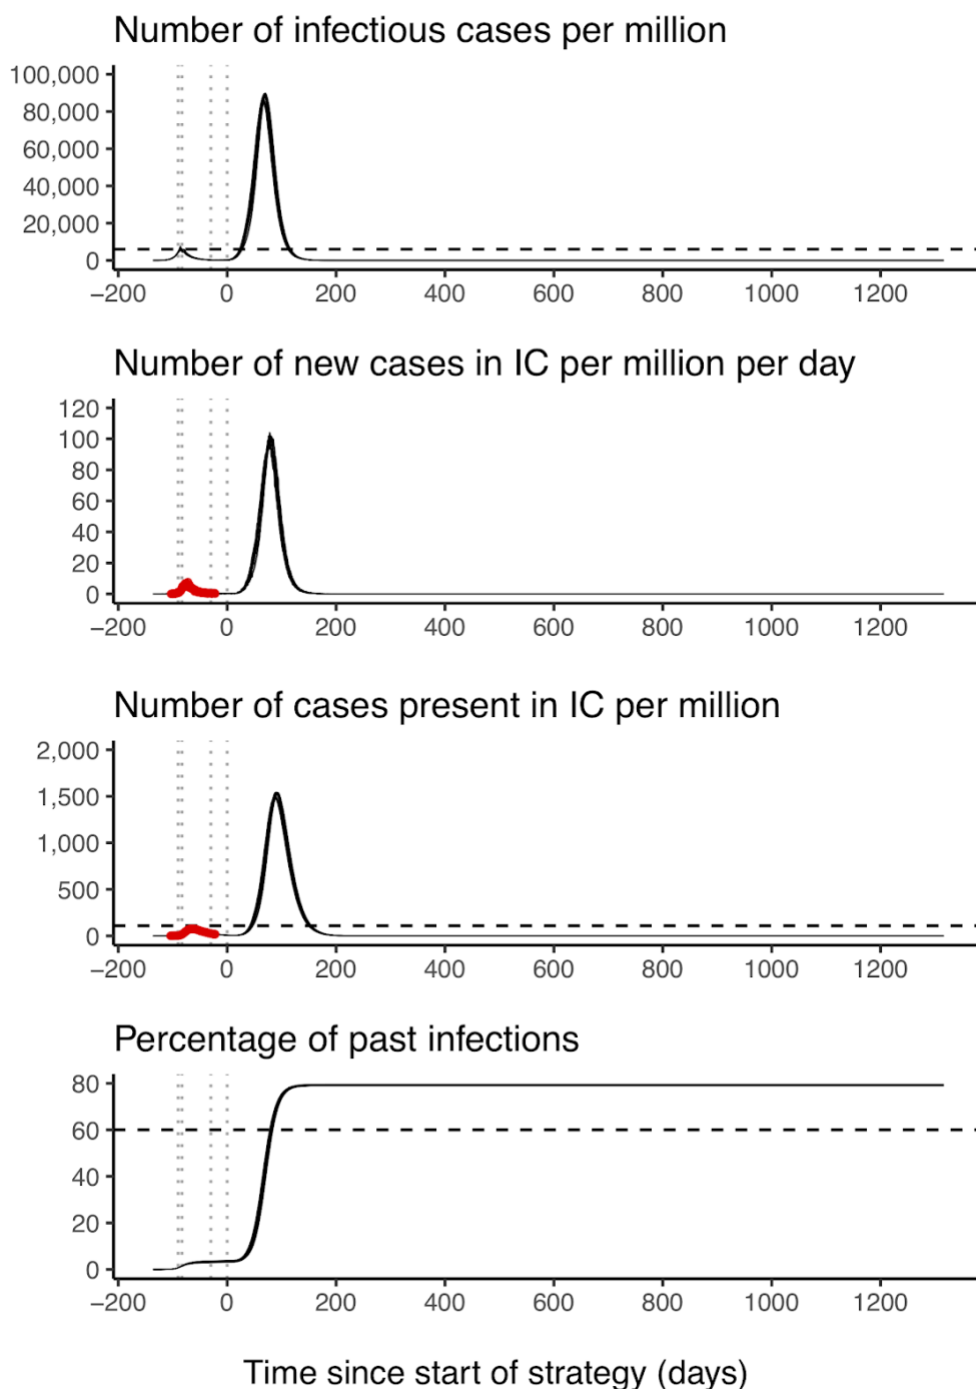 Number of infectious cases per million
100,000
80,000
60,000
40,000
20,000
0
−200 0 200 400 600 800 1000 1200
Number of new cases in IC per million per day
120
100
80
60
40
20
0
−200 0 200 400 600 800 1000 1200
Number of cases present in IC per million
2,000
1,500
1,000
500
0
−200 0 200 400 600 800 1000 1200
Percentage of past infections
80
60
40
20
0
−200 0 200 400 600 800 1000 1200
Time since start of strategy (days)